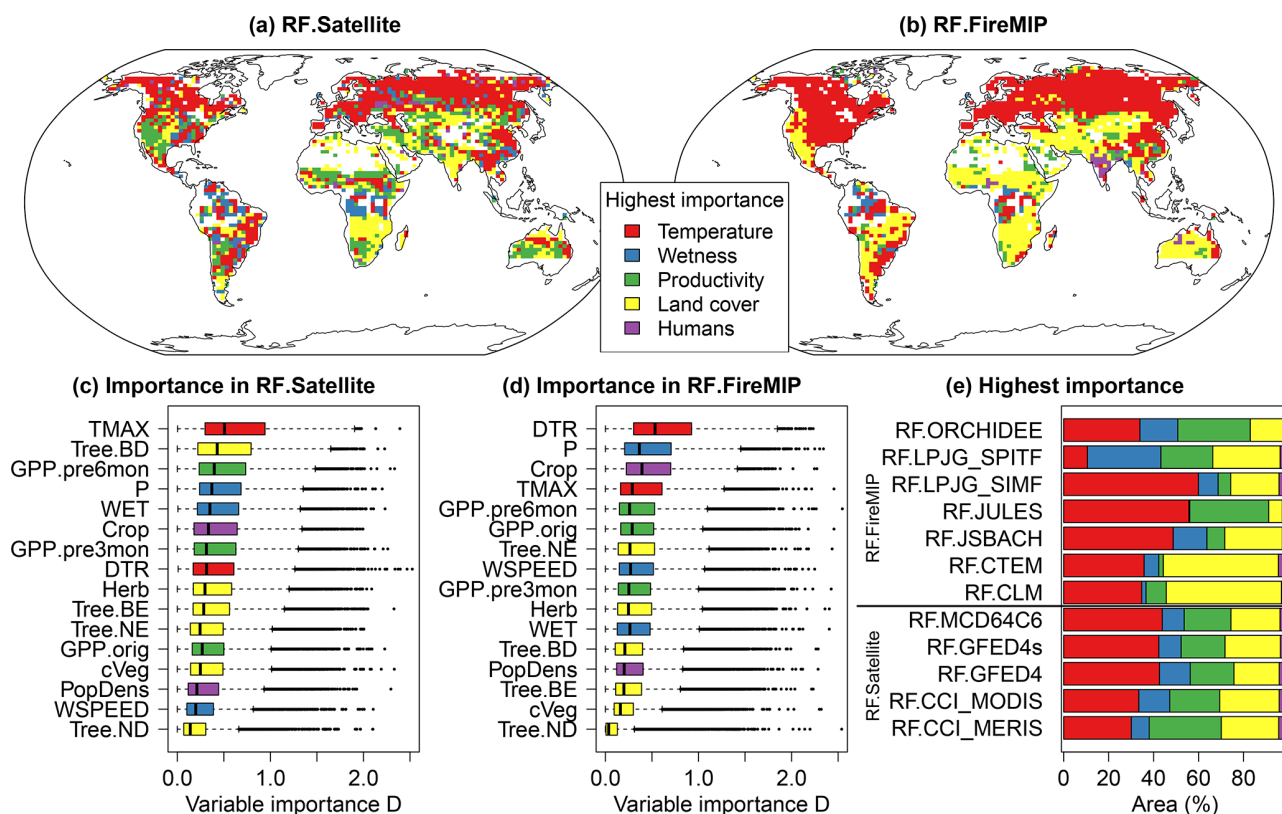 (a) RF.Satellite
(b) RF.FireMIP
Highest importance
Temperature
Wetness
Productivity
Land cover
Humans
(c) Importance in RF.Satellite
TMAX
Tree.BD
GPP.pre6mon
P
WET
Crop
GPP.pre3mon
DTR
Herb
Tree.BE
Tree.NE
GPP.orig
cVeg
PopDens
WSPEED
Tree.ND
0.0 1.0 2.0
Variable importance D
(d) Importance in RF.FireMIP
DTR
P
Crop
TMAX
GPP.pre6mon
GPP.orig
Tree.NE
WSPEED
GPP.pre3mon
Herb
WET
Tree.BD
PopDens
Tree.BE
cVeg
Tree.ND
0.0 1.0 2.0
Variable importance D
(e) Highest importance
RF.FireMIP
RF.ORCHIDEE
RF.LPJG_SPITF
RF.LPJG_SIMF
RF.JULES
RF.JSBACH
RF.CTEM
RF.CLM
RF.Satellite
RF.MCD64C6
RF.GFED4s
RF.GFED4
RF.CCI_MODIS
RF.CCI_MERIS
0 20 40 60 80
Area (%)